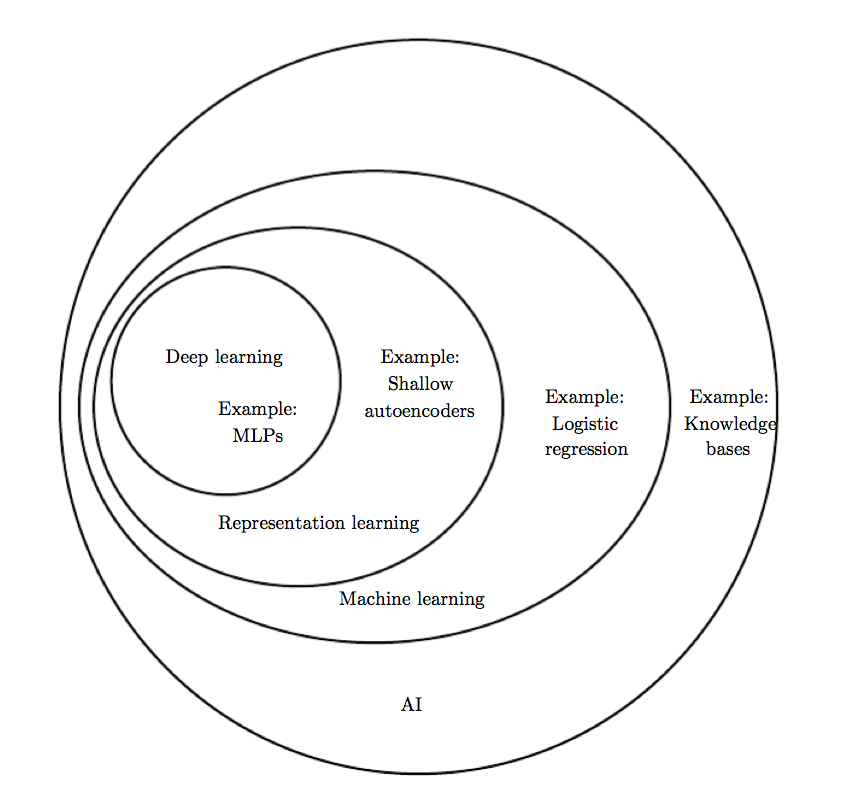 Deep learning
Example:
MLPs
Example:
Shallow
autoencoders
Example:
Logistic
regression
Example:
Knowledge
bases
Representation learning
Machine learning
AI